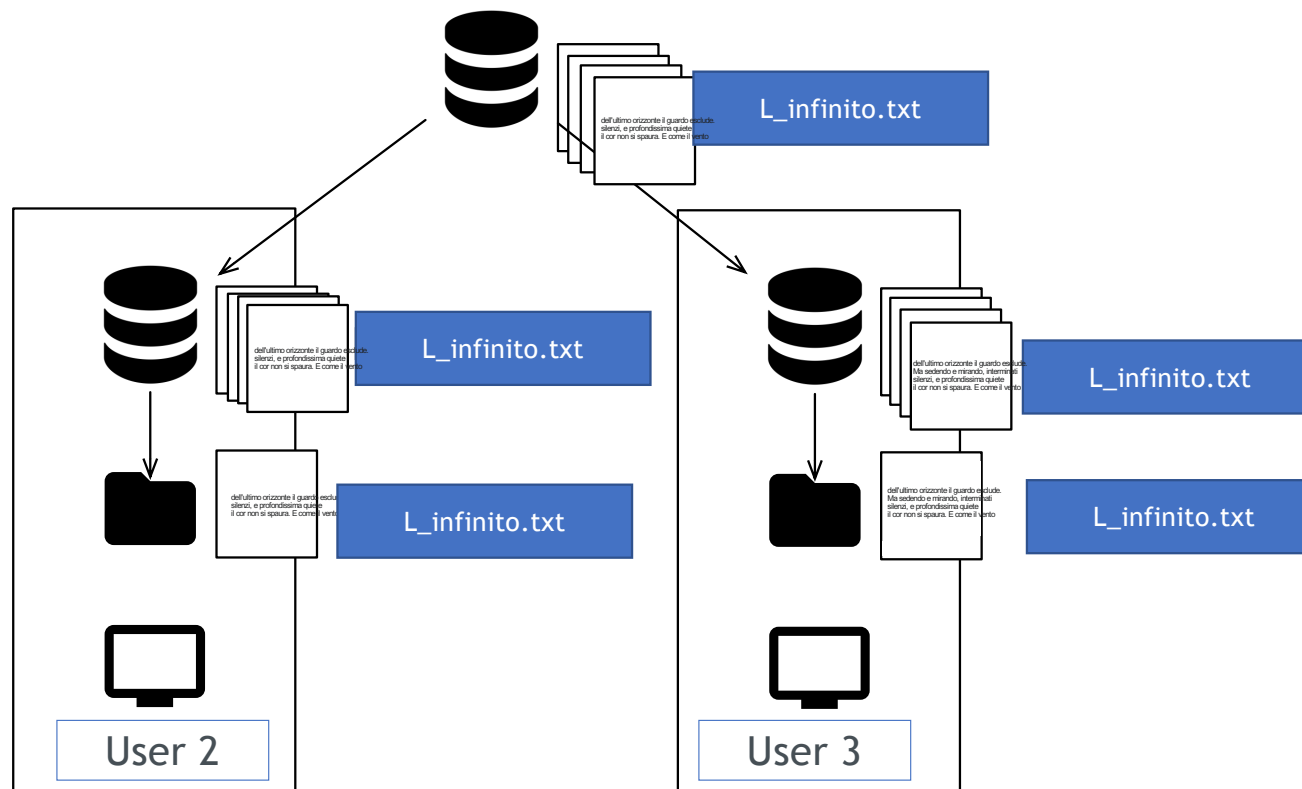 dell'ultimo orizzonte il guardo esclude.
silenzi, e profondissima quiete
il cor non si spaura. E come il vento
L_infinito.txt
dell'ultimo orizzonte il guardo esclude.
silenzi, e profondissima quiete
il cor non si spaura. E come il vento
L_infinito.txt
dell'ultimo orizzonte il guardo esclude.
Ma sedendo e mirando, interminati
silenzi, e profondissima quiete
il cor non si spaura. E come il vento
L_infinito.txt
dell'ultimo orizzonte il guardo esclu
silenzi, e profondissima quiete
il cor non si spaura. E come il vento
L_infinito.txt
dell'ultimo orizzonte il guardo esclude.
Ma sedendo e mirando, interminati
silenzi, e profondissima quiete
il cor non si spaura. E come il vento
L_infinito.txt
User 2
User 3